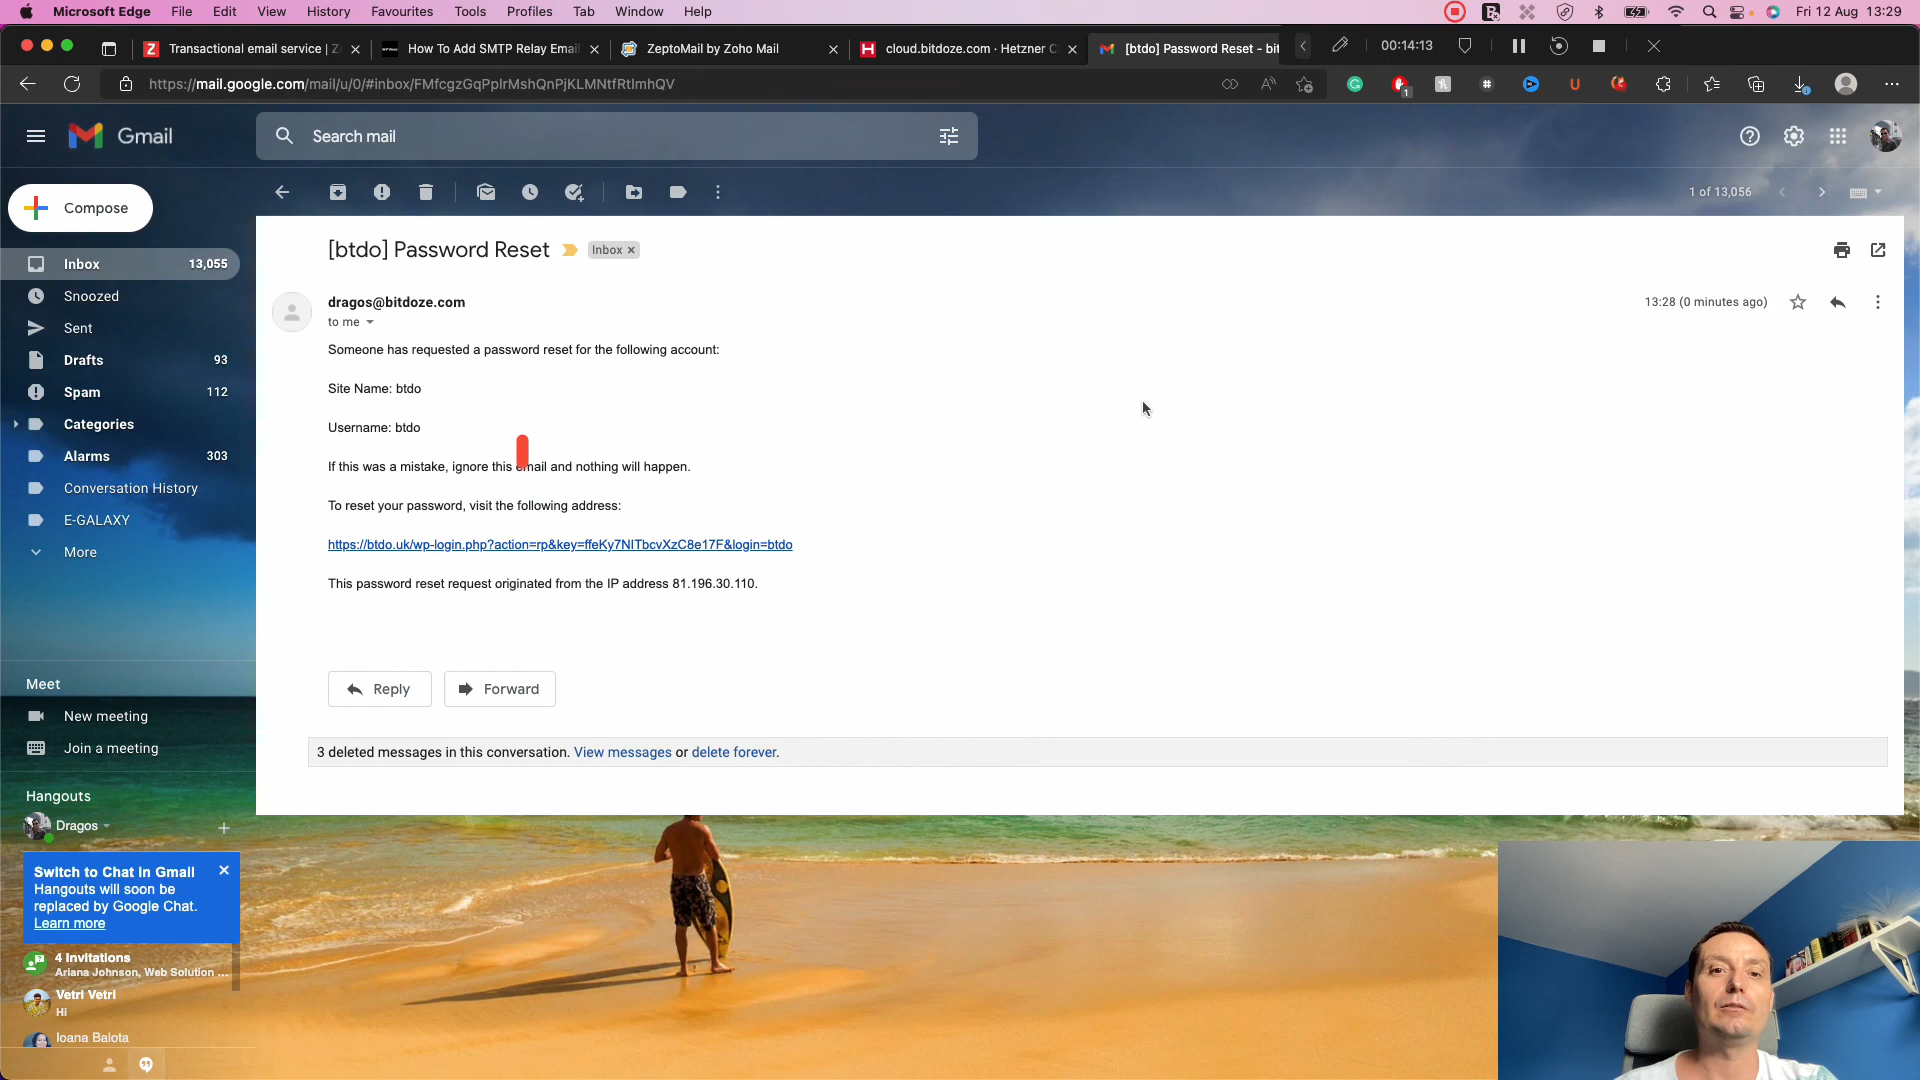 Microsoft Edge File Edit View History Favourites Tools Profiles Tab Window Help Fri 12 Aug 13:29
Transactional email service | Ze How To Add SMTP Relay Email ZeptoMail by Zoho Mail cloud.bitdoze.com · Hetzner C [btdo] Password Reset - bit 00:14:13
https://mail.google.com/mail/u/0/#inbox/FMfcgzGqPplrMshQnPjKLMNtfRtlmhQV 1
Gmail Search mail
Compose 1 of 13,056
[btdo] Password Reset Inbox
Inbox 13,055
Snoozed
Sent
Drafts 93
Spam 112
Categories
Alarms 303
Conversation History
E-GALAXY
More
dragos@bitdoze.com 13:28 (0 minutes ago)
to me
Someone has requested a password reset for the following account:
Site Name: btdo
Username: btdo
If this was a mistake, ignore this email and nothing will happen.
To reset your password, visit the following address:
https://btdo.uk/wp-login.php?action=rp&key=ffeKy7NITbcvXzC8e17F&login=btdo
This password reset request originated from the IP address 81.196.30.110.
Reply Forward
3 deleted messages in this conversation. View messages or delete forever.
Meet
New meeting
Join a meeting
Hangouts
Dragos
Switch to Chat in Gmail
Hangouts will soon be
replaced by Google Chat.
Learn more
4 Invitations
Ariana Johnson, Web Solution ...
Vetri Vetri
Hi
Ioana Balota